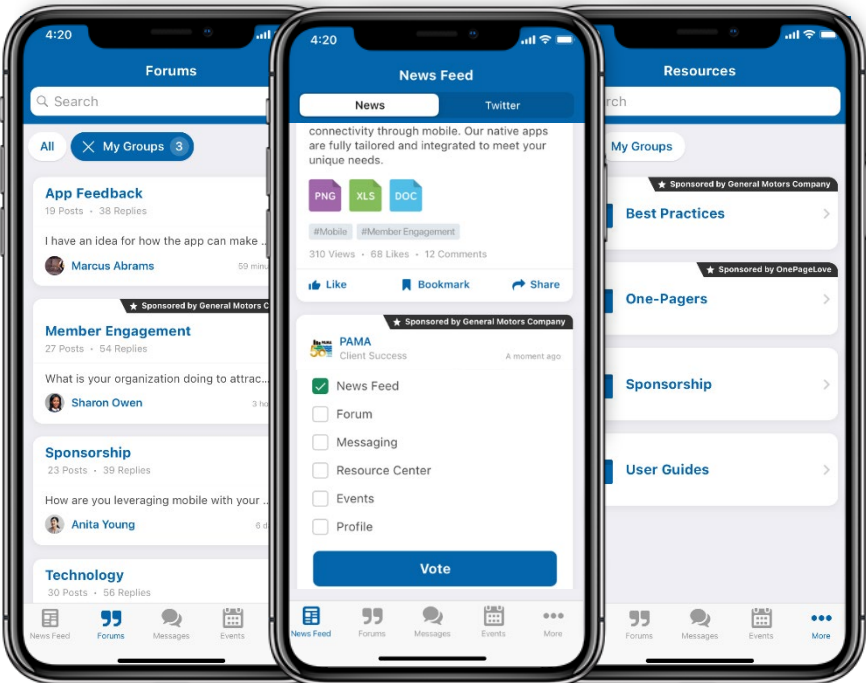 4:20
Forums
Search
All
My Groups 3
App Feedback
19 Posts • 38 Replies
I have an idea for how the app can make ..
Marcus Abrams
59 minu
★ Sponsored by General Motors C
Member Engagement
27 Posts • 54 Replies
What is your organization doing to attrac...
Sharon Owen
3 ho
Sponsorship
23 Posts • 39 Replies
How are you leveraging mobile with your ..
Anita Young
6 d
Technology
30 Posts • 56 Replies
News Feed
Forums
Messages
Events
4:20
News Feed
News
Twitter
connectivity through mobile. Our native apps
are fully tailored and integrated to meet your
unique needs.
PNG
XLS
DOC
#Mobile
#Member Engagement
310 Views • 68 Likes • 12 Comments
Like
Bookmark
Share
★ Sponsored by General Motors Company
PAMA
Client Success
A moment ago
News Feed
Forum
Messaging
Resource Center
Events
Profile
Vote
News Feed
Forums
Messages
Events
More
Resources
rch
My Groups
★ Sponsored by General Motors Company
Best Practices
★ Sponsored by OnePageLove
One-Pagers
Sponsorship
User Guides
Forums
Messages
Events
More